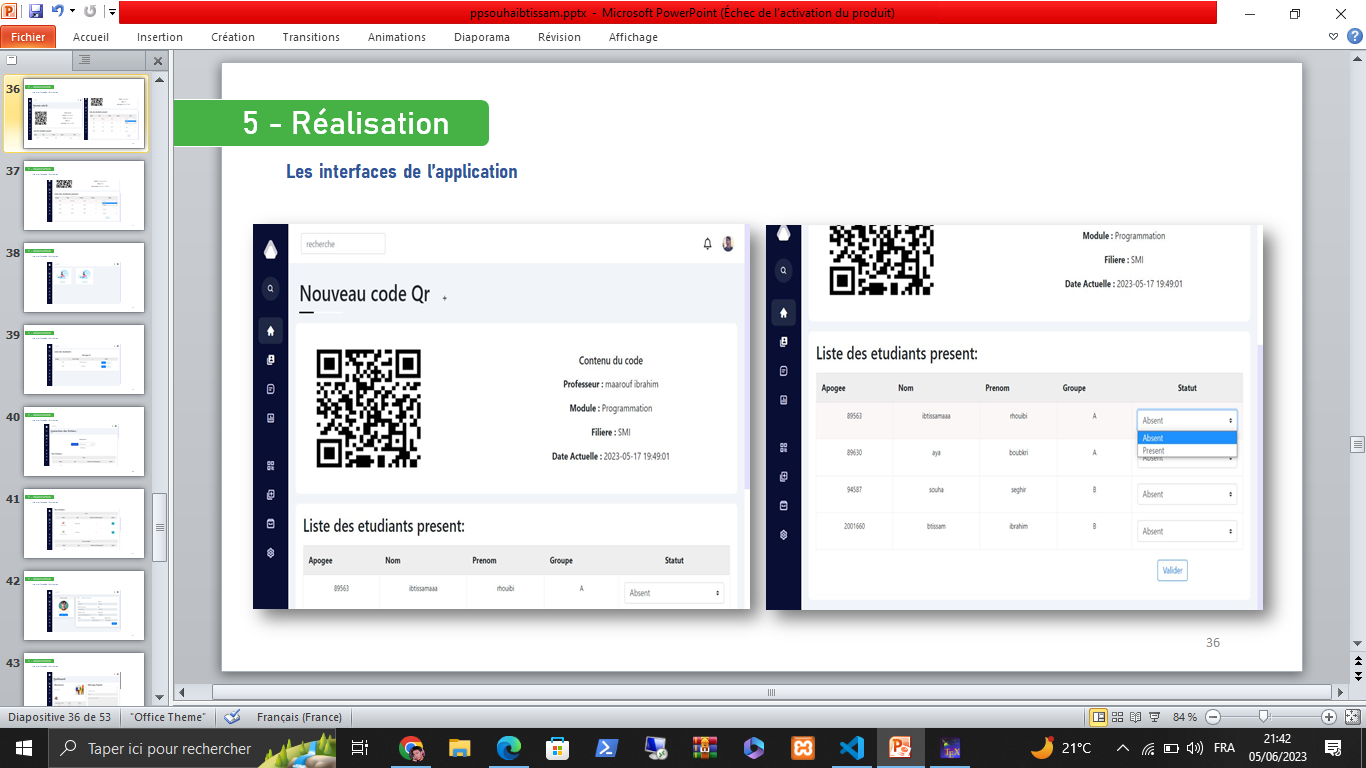 ppsouhaibtissam.pptx - Microsoft PowerPoint (Échec de l'activation du produit)
Fichier Accueil Insertion Création Transitions Animations Diaporama Révision Affichage
36
37
38
39
40
41
42
43
5 - Réalisation
Les interfaces de l'application
recherche
Nouveau code Qr +
Contenu du code
Professeur : maarouf ibrahim
Module : Programmation
Filiere : SMI
Date Actuelle : 2023-05-17 19:49:01
Liste des etudiants present:
Apogee Nom Prenom Groupe Statut
89563 ibtissamaaa rhouibi A Absent
Module : Programmation
Filiere : SMI
Date Actuelle : 2023-05-17 19:49:01
Liste des etudiants present:
Apogee Nom Prenom Groupe Statut
89563 ibtissamaaa rhouibi A Absent
Absent
Present
89630 aya boubkri A Absent
94587 souha seghir B Absent
2001660 btissam ibrahim B Absent
Valider
36
Diapositive 36 de 53 "Office Theme" Français (France) 84 %
Taper ici pour rechercher 21°C FRA 21:42
05/06/2023